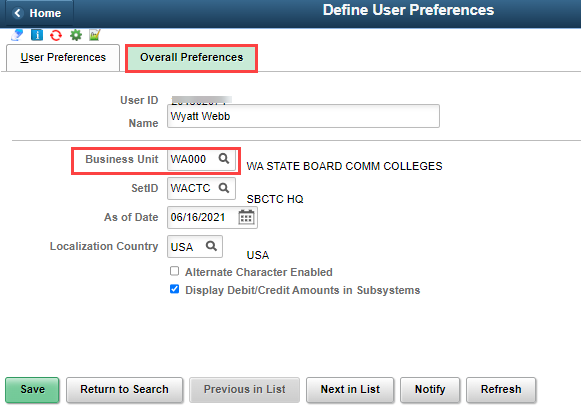 Home
Define User Preferences
User Preferences
Overall Preferences
User ID
Name Wyatt Webb
Business Unit WA000 WA STATE BOARD COMM COLLEGES
SetID WACTC SBCTC HQ
As of Date 06/16/2021
Localization Country USA USA
Alternate Character Enabled
Display Debit/Credit Amounts in Subsystems
Save Return to Search Previous in List Next in List Notify Refresh